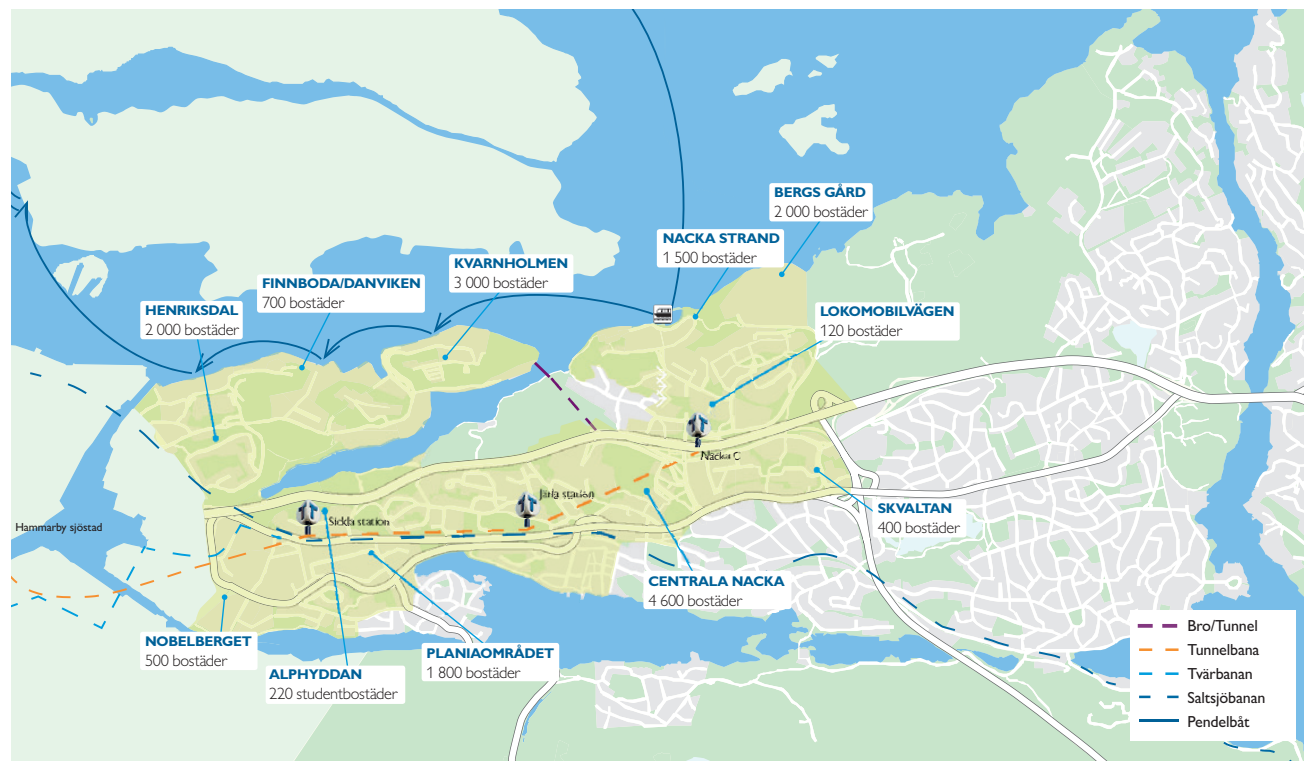 BERGS GÅRD
2 000 bostäder
NACKA STRAND
1 500 bostäder
KVARNHOLMEN
3 000 bostäder
FINNBODA/DANVIKEN
700 bostäder
HENRIKSDAL
2 000 bostäder
LOKOMOBILVÄGEN
120 bostäder
Nacka C
Järla station
Sickla station
Hammarby sjöstad
SKVALTAN
400 bostäder
CENTRALA NACKA
4 600 bostäder
NOBELBERGET
500 bostäder
PLANIAOMRÅDET
1 800 bostäder
ALPHYDDAN
220 studentbostäder
Bro/Tunnel
Tunnelbana
Tvärbanan
Saltsjöbanan
Pendelbåt